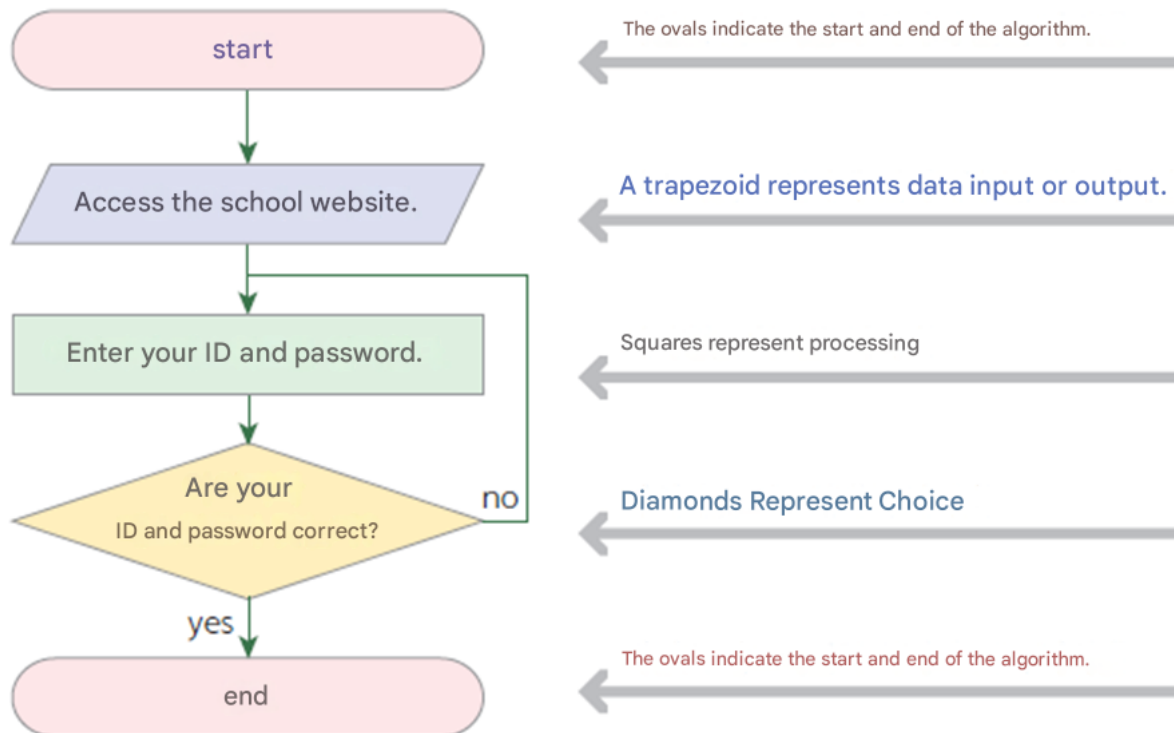 start
The ovals indicate the start and end of the algorithm.
Access the school website.
A trapezoid represents data input or output.
Enter your ID and password.
Squares represent processing
Are your
ID and password correct?
no
Diamonds Represent Choice
yes
The ovals indicate the start and end of the algorithm.
end